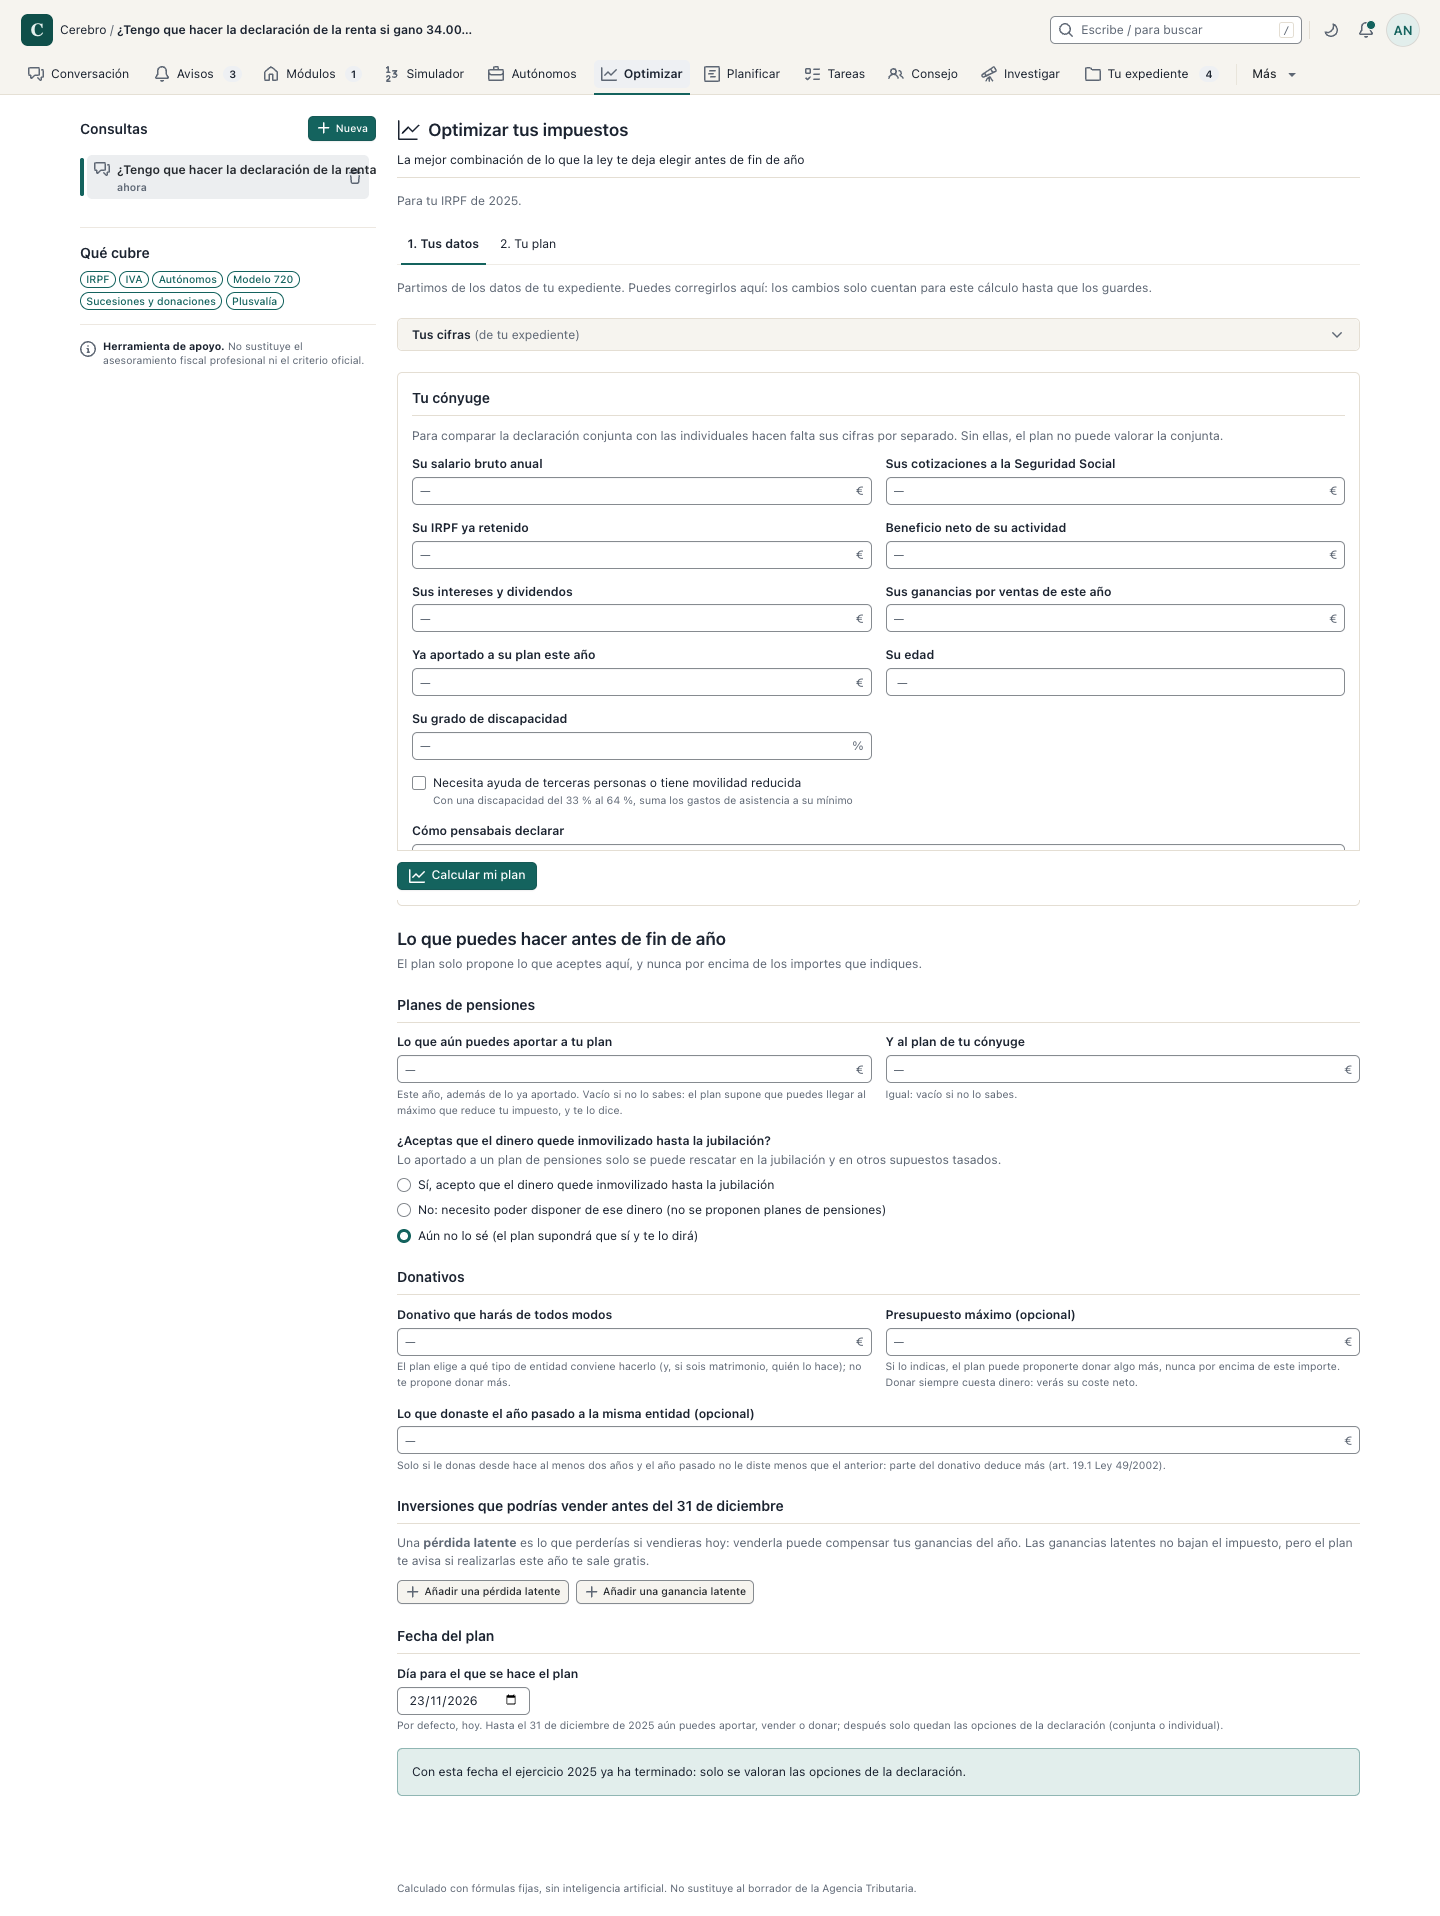 C Cerebro / ¿Tengo que hacer la declaración de la renta si gano 34.00...
Escribe / para buscar /
AN
Conversación
Avisos 3
Módulos 1
Simulador
Autónomos
Optimizar
Planificar
Tareas
Consejo
Investigar
Tu expediente 4
Más
Consultas
Nueva
¿Tengo que hacer la declaración de la renta
ahora
Qué cubre
IRPF
IVA
Autónomos
Modelo 720
Sucesiones y donaciones
Plusvalía
Herramienta de apoyo. No sustituye el
asesoramiento fiscal profesional ni el criterio oficial.
Optimizar tus impuestos
La mejor combinación de lo que la ley te deja elegir antes de fin de año
Para tu IRPF de 2025.
1. Tus datos
2. Tu plan
Partimos de los datos de tu expediente. Puedes corregirlos aquí: los cambios solo cuentan para este cálculo hasta que los guardes.
Tus cifras (de tu expediente)
Tu cónyuge
Para comparar la declaración conjunta con las individuales hacen falta sus cifras por separado. Sin ellas, el plan no puede valorar la conjunta.
Su salario bruto anual
— €
Sus cotizaciones a la Seguridad Social
— €
Su IRPF ya retenido
— €
Beneficio neto de su actividad
— €
Sus intereses y dividendos
— €
Sus ganancias por ventas de este año
— €
Ya aportado a su plan este año
— €
Su edad
—
Su grado de discapacidad
— %
Necesita ayuda de terceras personas o tiene movilidad reducida
Con una discapacidad del 33 % al 64 %, suma los gastos de asistencia a su mínimo
Cómo pensabais declarar
Calcular mi plan
Lo que puedes hacer antes de fin de año
El plan solo propone lo que aceptes aquí, y nunca por encima de los importes que indiques.
Planes de pensiones
Lo que aún puedes aportar a tu plan
— €
Este año, además de lo ya aportado. Vacío si no lo sabes: el plan supone que puedes llegar al
máximo que reduce tu impuesto, y te lo dice.
Y al plan de tu cónyuge
— €
Igual: vacío si no lo sabes.
¿Aceptas que el dinero quede inmovilizado hasta la jubilación?
Lo aportado a un plan de pensiones solo se puede rescatar en la jubilación y en otros supuestos tasados.
Sí, acepto que el dinero quede inmovilizado hasta la jubilación
No: necesito poder disponer de ese dinero (no se proponen planes de pensiones)
Aún no lo sé (el plan supondrá que sí y te lo dirá)
Donativos
Donativo que harás de todos modos
— €
El plan elige a qué tipo de entidad conviene hacerlo (y, si sois matrimonio, quién lo hace); no
te propone donar más.
Presupuesto máximo (opcional)
— €
Si lo indicas, el plan puede proponerte donar algo más, nunca por encima de este importe.
Donar siempre cuesta dinero: verás su coste neto.
Lo que donaste el año pasado a la misma entidad (opcional)
— €
Solo si le donas desde hace al menos dos años y el año pasado no le diste menos que el anterior: parte del donativo deduce más (art. 19.1 Ley 49/2002).
Inversiones que podrías vender antes del 31 de diciembre
Una pérdida latente es lo que perderías si vendieras hoy: venderla puede compensar tus ganancias del año. Las ganancias latentes no bajan el impuesto, pero el plan
te avisa si realizarlas este año te sale gratis.
Añadir una pérdida latente
Añadir una ganancia latente
Fecha del plan
Día para el que se hace el plan
23/11/2026
Por defecto, hoy. Hasta el 31 de diciembre de 2025 aún puedes aportar, vender o donar; después solo quedan las opciones de la declaración (conjunta o individual).
Con esta fecha el ejercicio 2025 ya ha terminado: solo se valoran las opciones de la declaración.
Calculado con fórmulas fijas, sin inteligencia artificial. No sustituye al borrador de la Agencia Tributaria.